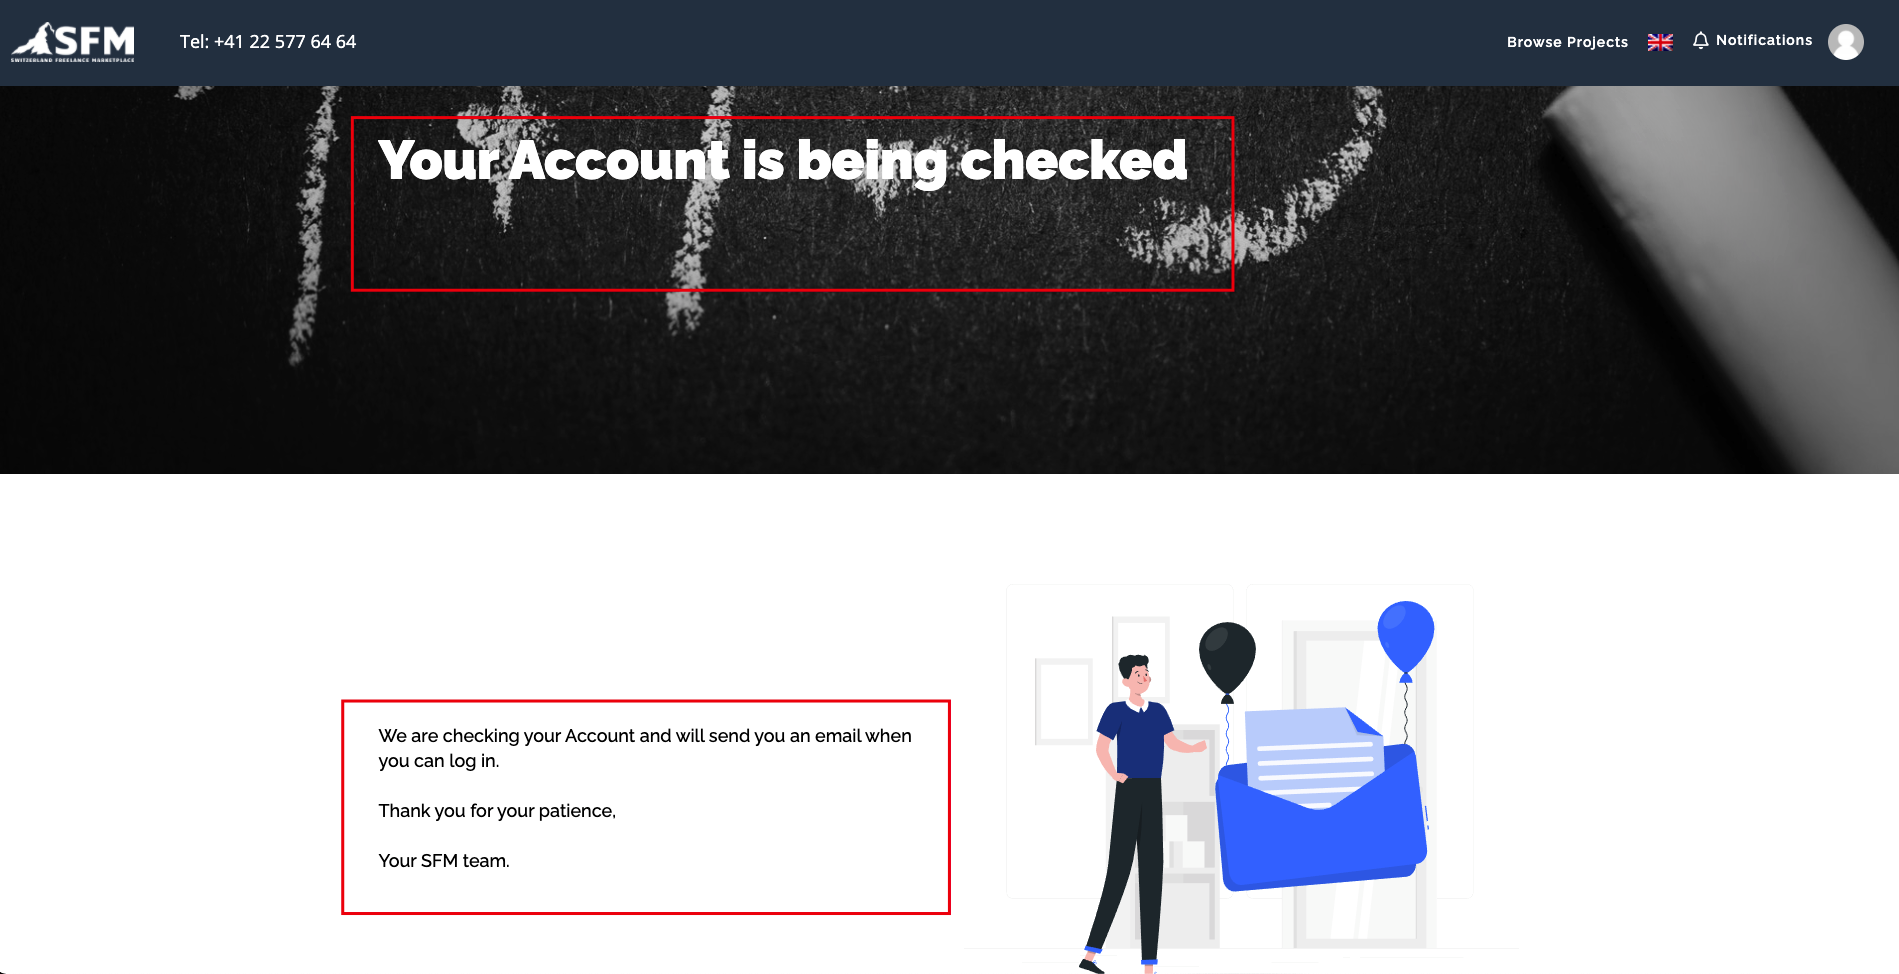 SFM
SWITZERLAND FREELANCE MARKETPLACE
Tel: +41 22 577 64 64
Browse Projects
Notifications
Your Account is being checked
We are checking your Account and will send you an email when
you can log in.
Thank you for your patience,
Your SFM team.